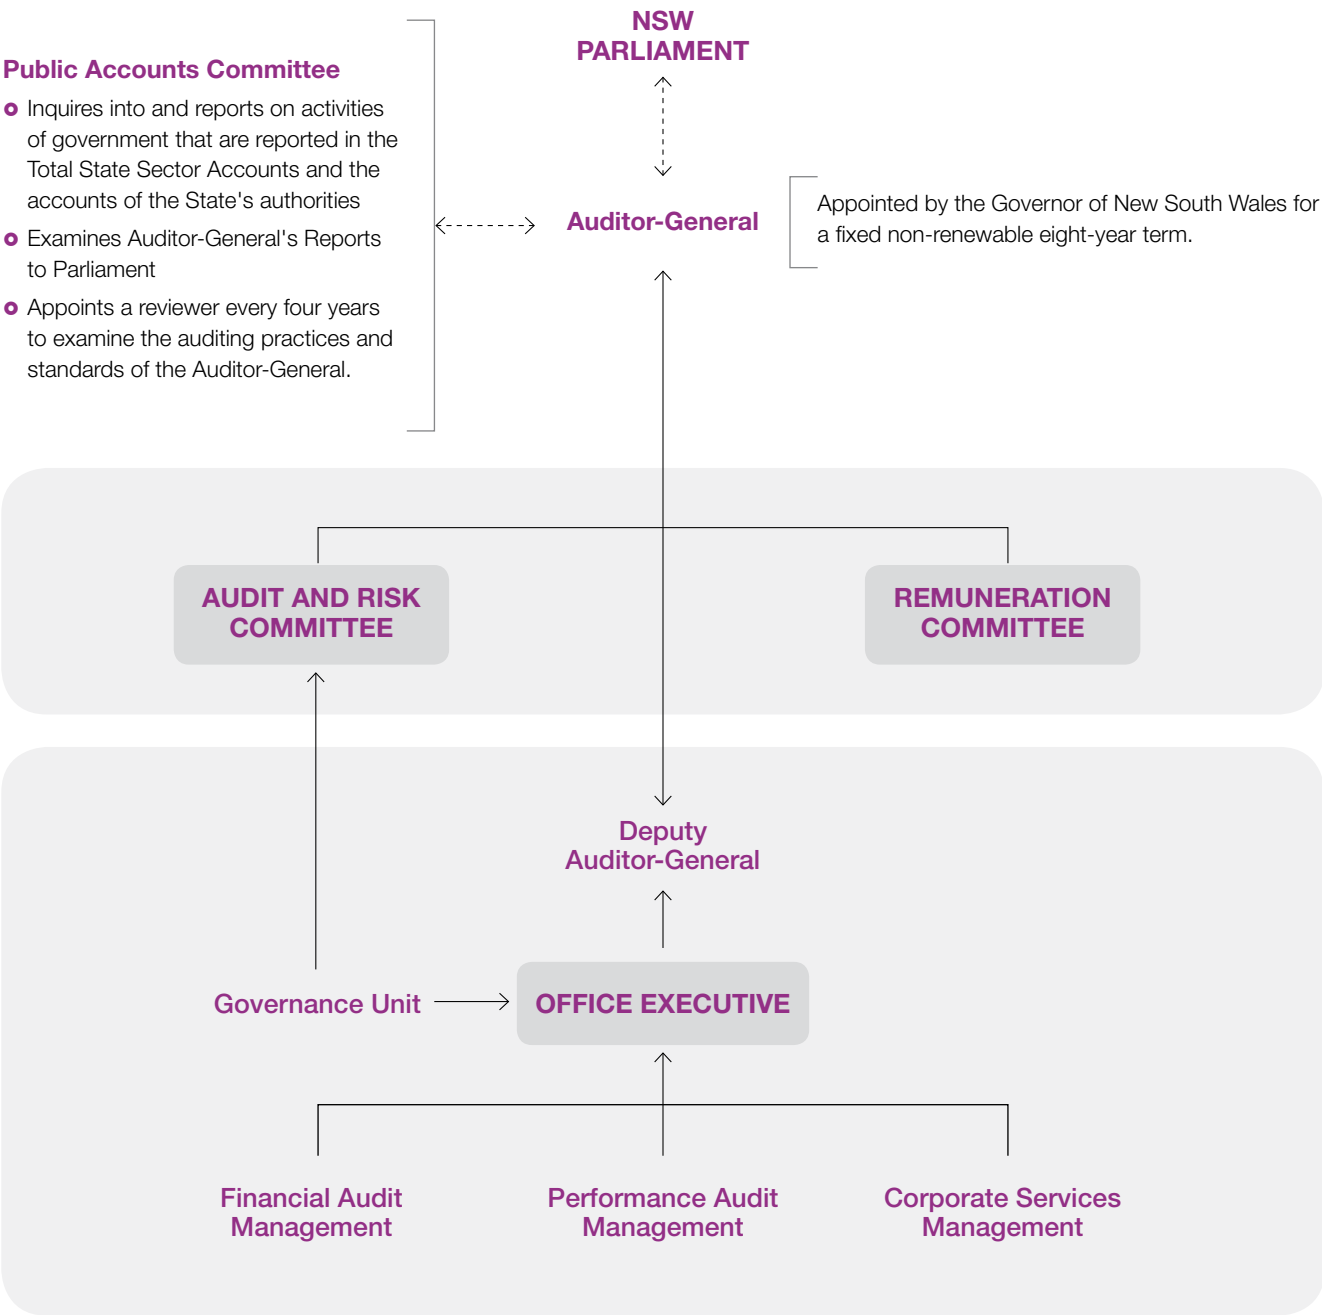 NSW
PARLIAMENT
Public Accounts Committee
Inquires into and reports on activities
of government that are reported in the
Total State Sector Accounts and the
accounts of the State's authorities
Examines Auditor-General's Reports
to Parliament
Appoints a reviewer every four years
to examine the auditing practices and
standards of the Auditor-General.
Auditor-General
Appointed by the Governor of New South Wales for
a fixed non-renewable eight-year term.
AUDIT AND RISK
COMMITTEE
REMUNERATION
COMMITTEE
Deputy
Auditor-General
Governance Unit
OFFICE EXECUTIVE
Financial Audit
Management
Performance Audit
Management
Corporate Services
Management